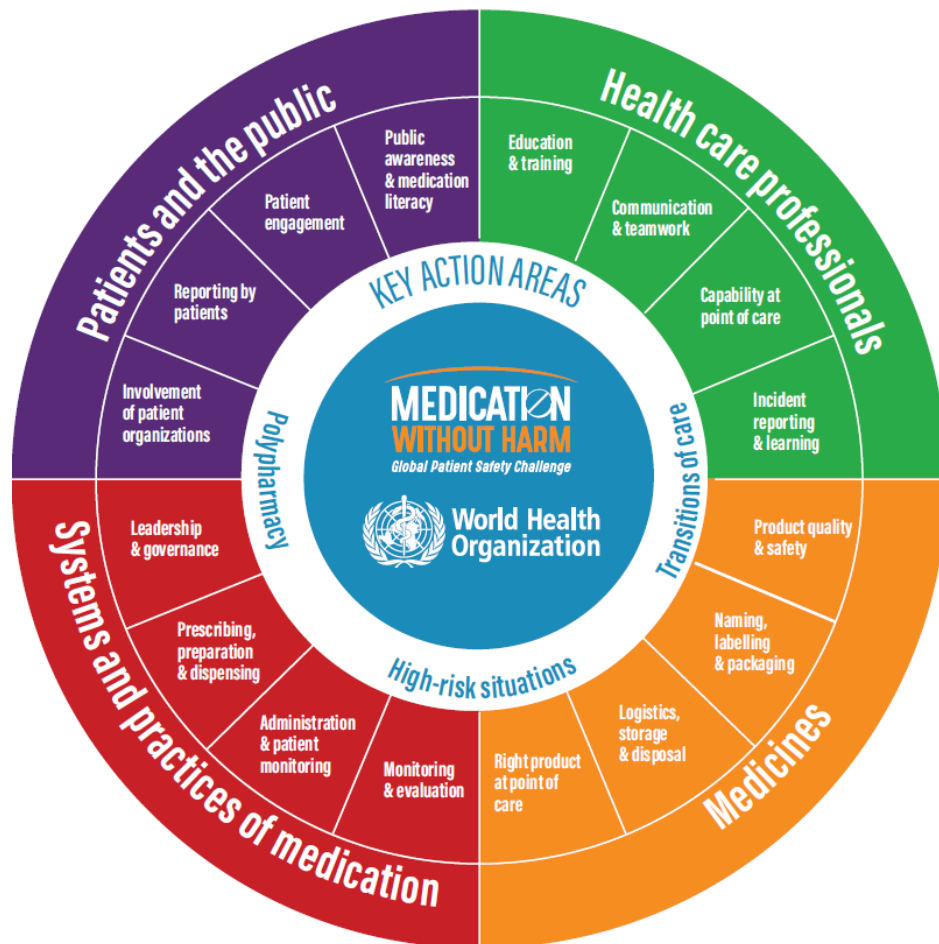 Patients and the public
Public
awareness
& medication
literacy
Patient
engagement
Reporting by
patients
Involvement
of patient
organizations
Health care professionals
Education
& training
Communication
& teamwork
Capability at
point of care
Incident
reporting
& learning
KEY ACTION AREAS
Polypharmacy
Transitions of care
High-risk situations
MEDICATION
WITHOUT HARM
Global Patient Safety Challenge
World Health
Organization
Systems and practices of medication
Leadership
& governance
Prescribing,
preparation
& dispensing
Administration
& patient
monitoring
Monitoring
& evaluation
Medicines
Product quality
& safety
Naming,
labelling
& packaging
Logistics,
storage
& disposal
Right product
at point of
care